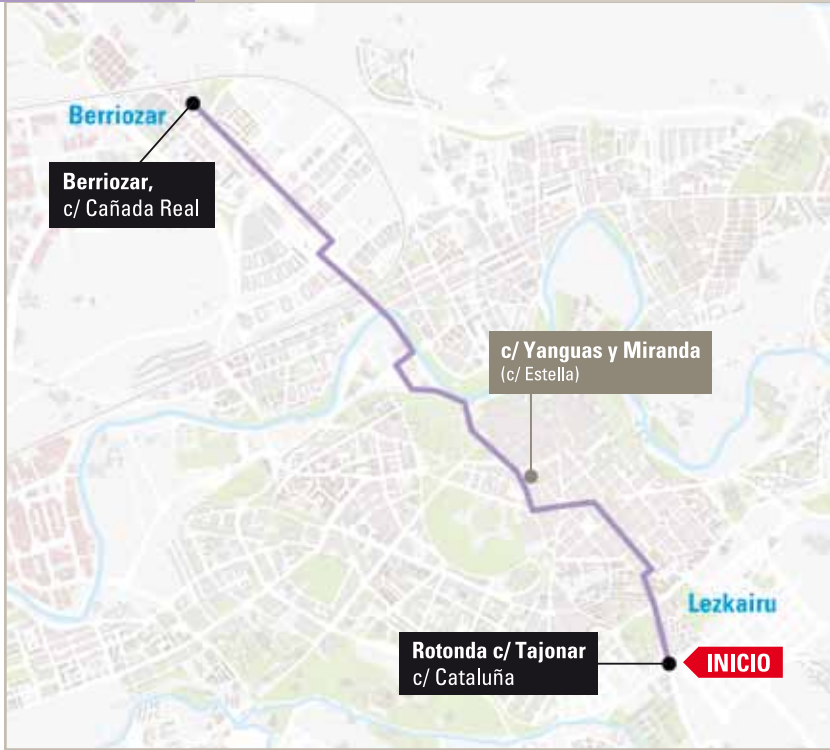 Berriozar
Berriozar,
c/ Cañada Real
c/ Yanguas y Miranda
(c/ Estella)
Lezkairu
Rotonda c/ Tajonar
c/ Cataluña
INICIO